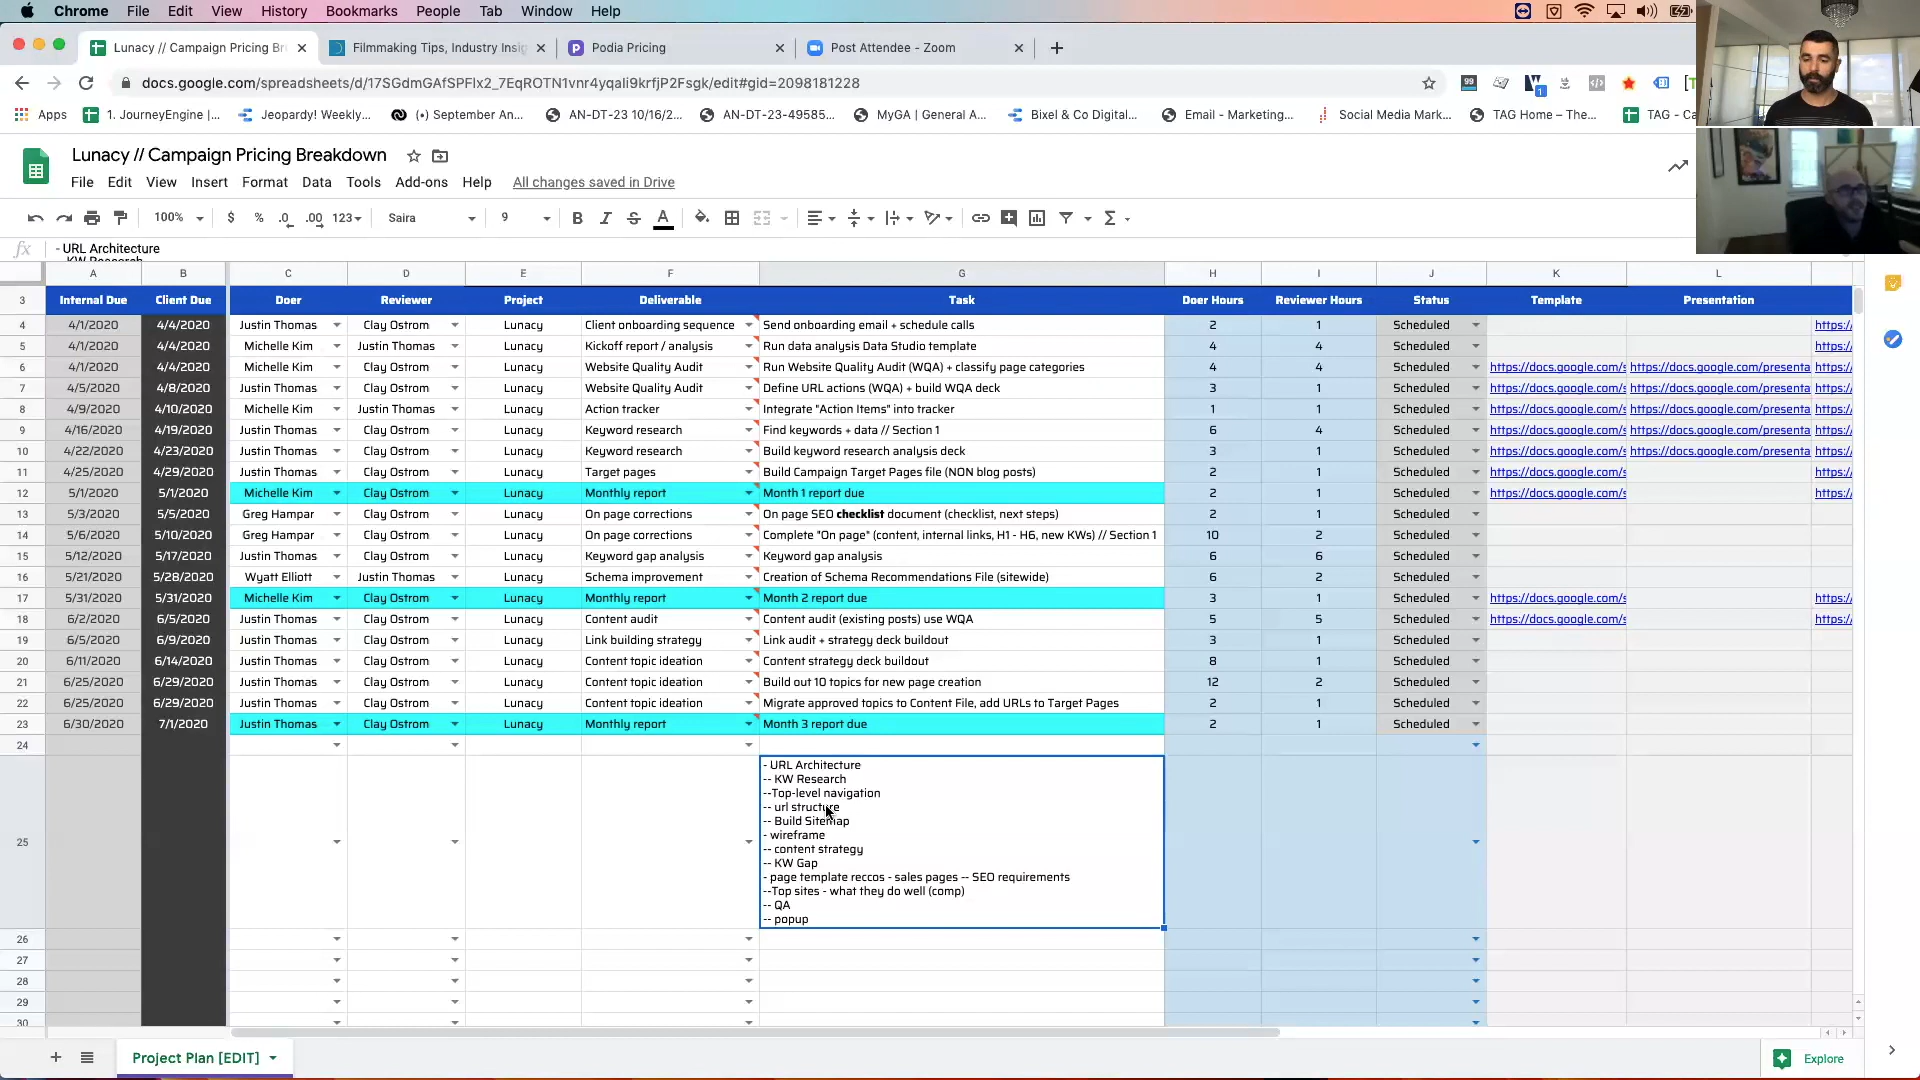 Chrome File Edit View History Bookmarks People Tab Window Help
Lunacy // Campaign Pricing Br
Filmmaking Tips, Industry Insig
Podia Pricing
Post Attendee - Zoom
docs.google.com/spreadsheets/d/17SGdmGAfSPFlx2_7EqROTN1vnr4yqaIi9krfjP2Fsgk/edit#gid=2098181228
Apps 1. JourneyEngine |... Jeopardy! Weekly... (•) September An... AN-DT-23 10/16/2... AN-DT-23-49585... MyGA | General A... Bixel & Co Digital... Email - Marketing... Social Media Mark... TAG Home – The... TAG - Ca
Lunacy // Campaign Pricing Breakdown
File Edit View Insert Format Data Tools Add-ons Help All changes saved in Drive
100% $ % .0 .00 123 Saira 9 B I S A
fx - URL Architecture
KW Research
A B C D E F G H I J K L
3 Internal Due Client Due Doer Reviewer Project Deliverable Task Doer Hours Reviewer Hours Status Template Presentation
4 4/1/2020 4/4/2020 Justin Thomas Clay Ostrom Lunacy Client onboarding sequence Send onboarding email + schedule calls 2 1 Scheduled https:/
5 4/1/2020 4/4/2020 Michelle Kim Justin Thomas Lunacy Kickoff report / analysis Run data analysis Data Studio template 4 4 Scheduled https:/
6 4/1/2020 4/4/2020 Michelle Kim Clay Ostrom Lunacy Website Quality Audit Run Website Quality Audit (WQA) + classify page categories 4 4 Scheduled https://docs.google.com/s https://docs.google.com/presenta https:/
7 4/5/2020 4/8/2020 Justin Thomas Clay Ostrom Lunacy Website Quality Audit Define URL actions (WQA) + build WQA deck 3 1 Scheduled https://docs.google.com/s https://docs.google.com/presenta https:/
8 4/9/2020 4/10/2020 Michelle Kim Justin Thomas Lunacy Action tracker Integrate "Action Items" into tracker 1 1 Scheduled https://docs.google.com/s https://docs.google.com/presenta https:/
9 4/16/2020 4/19/2020 Justin Thomas Clay Ostrom Lunacy Keyword research Find keywords + data // Section 1 6 4 Scheduled https://docs.google.com/s https://docs.google.com/presenta https:/
10 4/22/2020 4/23/2020 Justin Thomas Clay Ostrom Lunacy Keyword research Build keyword research analysis deck 3 1 Scheduled https://docs.google.com/s https://docs.google.com/presenta https:/
11 4/25/2020 4/29/2020 Justin Thomas Clay Ostrom Lunacy Target pages Build Campaign Target Pages file (NON blog posts) 2 1 Scheduled https://docs.google.com/s https:/
12 5/1/2020 5/1/2020 Michelle Kim Clay Ostrom Lunacy Monthly report Month 1 report due 2 1 Scheduled https://docs.google.com/s https:/
13 5/3/2020 5/5/2020 Greg Hampar Clay Ostrom Lunacy On page corrections On page SEO checklist document (checklist, next steps) 2 1 Scheduled
14 5/6/2020 5/10/2020 Greg Hampar Clay Ostrom Lunacy On page corrections Complete "On page" (content, internal links, H1 - H6, new KWs) // Section 1 10 2 Scheduled
15 5/12/2020 5/17/2020 Justin Thomas Clay Ostrom Lunacy Keyword gap analysis Keyword gap analysis 6 6 Scheduled
16 5/21/2020 5/28/2020 Wyatt Elliott Justin Thomas Lunacy Schema improvement Creation of Schema Recommendations File (sitewide) 6 2 Scheduled
17 5/31/2020 5/31/2020 Michelle Kim Clay Ostrom Lunacy Monthly report Month 2 report due 3 1 Scheduled https://docs.google.com/s https:/
18 6/2/2020 6/5/2020 Justin Thomas Clay Ostrom Lunacy Content audit Content audit (existing posts) use WQA 5 5 Scheduled https://docs.google.com/s https:/
19 6/5/2020 6/9/2020 Justin Thomas Clay Ostrom Lunacy Link building strategy Link audit + strategy deck buildout 3 1 Scheduled
20 6/11/2020 6/14/2020 Justin Thomas Clay Ostrom Lunacy Content topic ideation Content strategy deck buildout 8 1 Scheduled
21 6/25/2020 6/29/2020 Justin Thomas Clay Ostrom Lunacy Content topic ideation Build out 10 topics for new page creation 12 2 Scheduled
22 6/25/2020 6/29/2020 Justin Thomas Clay Ostrom Lunacy Content topic ideation Migrate approved topics to Content File, add URLs to Target Pages 2 1 Scheduled
23 6/30/2020 7/1/2020 Justin Thomas Clay Ostrom Lunacy Monthly report Month 3 report due 2 1 Scheduled
24
25
- URL Architecture
-- KW Research
--Top-level navigation
-- url structure
-- Build Sitemap
- wireframe
-- content strategy
-- KW Gap
- page template reccos - sales pages -- SEO requirements
--Top sites - what they do well (comp)
-- QA
-- popup
26
27
28
29
30
Project Plan [EDIT]
Explore